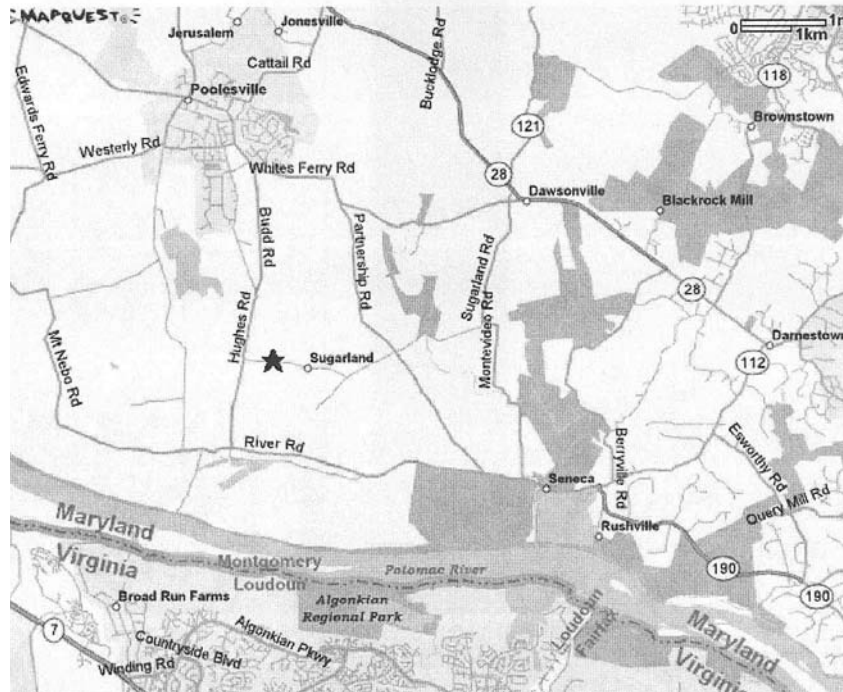 MAPQUEST
0 1m
1km
Jerusalem
Jonesville
Cattail Rd
Bucklodge Rd
118
Edwards Ferry Rd
Poolesville
121
Brownstown
Westerly Rd
Whites Ferry Rd
28
Dawsonville
Blackrock Mill
Budd Rd
Partnership Rd
Sugarland Rd
28
Hughes Rd
Montevideo Rd
Darnestown
Mt Nebo Rd
Sugarland
112
River Rd
Berryville Rd
Esworthy Rd
Seneca
Query Mill Rd
Maryland
Rushville
Virginia
Montgomery
Potomac River
190
Loudoun
190
Broad Run Farms
Algonkian
Regional Park
Loudoun
Fairfax
Maryland
7
Countryside Blvd
Algonkian Pkwy
Virginia
Winding Rd